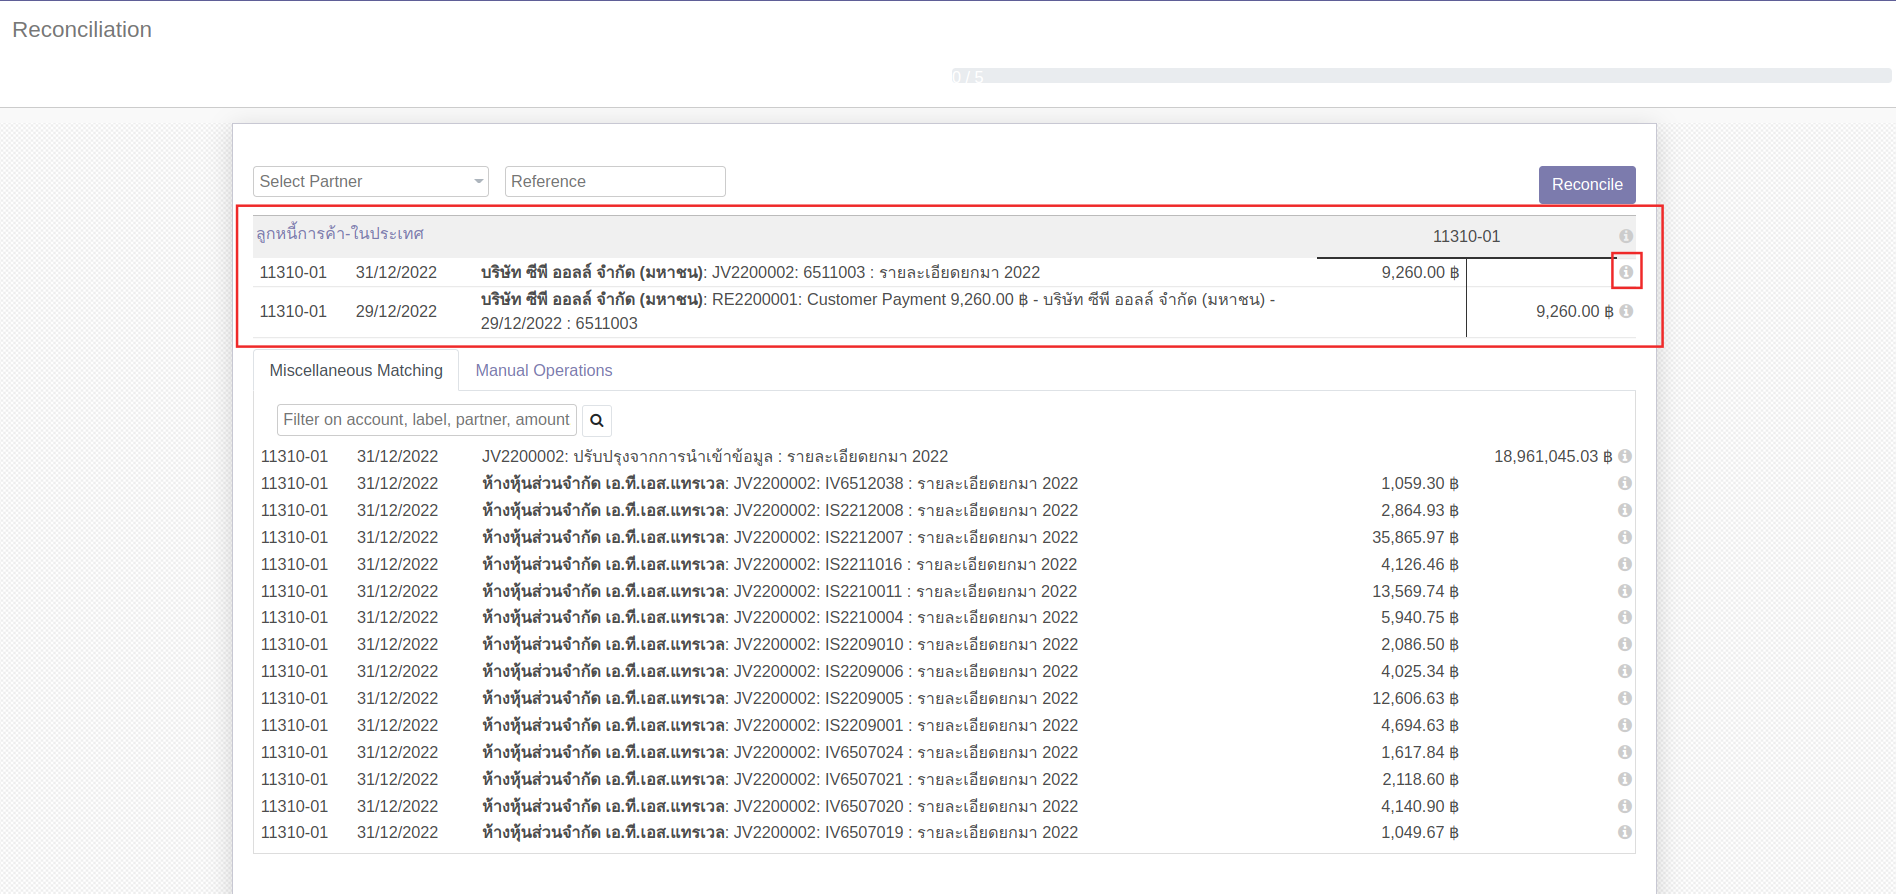 Reconciliation
0 / 5
Select Partner
Reference
Reconcile
ลูกหนี้การค้า-ในประเทศ 11310-01
11310-01 31/12/2022 บริษัท ซีพี ออลล์ จำกัด (มหาชน): JV2200002: 6511003 : รายละเอียดยกมา 2022 9,260.00 ฿
11310-01 29/12/2022 บริษัท ซีพี ออลล์ จำกัด (มหาชน): RE2200001: Customer Payment 9,260.00 ฿ - บริษัท ซีพี ออลล์ จำกัด (มหาชน) -
29/12/2022 : 6511003 9,260.00 ฿
Miscellaneous Matching Manual Operations
Filter on account, label, partner, amount
11310-01 31/12/2022 JV2200002: ปรับปรุงจากการนำเข้าข้อมูล : รายละเอียดยกมา 2022 18,961,045.03 ฿
11310-01 31/12/2022 ห้างหุ้นส่วนจำกัด เอ.ที.เอส.แทรเวล: JV2200002: IV6512038 : รายละเอียดยกมา 2022 1,059.30 ฿
11310-01 31/12/2022 ห้างหุ้นส่วนจำกัด เอ.ที.เอส.แทรเวล: JV2200002: IS2212008 : รายละเอียดยกมา 2022 2,864.93 ฿
11310-01 31/12/2022 ห้างหุ้นส่วนจำกัด เอ.ที.เอส.แทรเวล: JV2200002: IS2212007 : รายละเอียดยกมา 2022 35,865.97 ฿
11310-01 31/12/2022 ห้างหุ้นส่วนจำกัด เอ.ที.เอส.แทรเวล: JV2200002: IS2211016 : รายละเอียดยกมา 2022 4,126.46 ฿
11310-01 31/12/2022 ห้างหุ้นส่วนจำกัด เอ.ที.เอส.แทรเวล: JV2200002: IS2210011 : รายละเอียดยกมา 2022 13,569.74 ฿
11310-01 31/12/2022 ห้างหุ้นส่วนจำกัด เอ.ที.เอส.แทรเวล: JV2200002: IS2210004 : รายละเอียดยกมา 2022 5,940.75 ฿
11310-01 31/12/2022 ห้างหุ้นส่วนจำกัด เอ.ที.เอส.แทรเวล: JV2200002: IS2209010 : รายละเอียดยกมา 2022 2,086.50 ฿
11310-01 31/12/2022 ห้างหุ้นส่วนจำกัด เอ.ที.เอส.แทรเวล: JV2200002: IS2209006 : รายละเอียดยกมา 2022 4,025.34 ฿
11310-01 31/12/2022 ห้างหุ้นส่วนจำกัด เอ.ที.เอส.แทรเวล: JV2200002: IS2209005 : รายละเอียดยกมา 2022 12,606.63 ฿
11310-01 31/12/2022 ห้างหุ้นส่วนจำกัด เอ.ที.เอส.แทรเวล: JV2200002: IS2209001 : รายละเอียดยกมา 2022 4,694.63 ฿
11310-01 31/12/2022 ห้างหุ้นส่วนจำกัด เอ.ที.เอส.แทรเวล: JV2200002: IV6507024 : รายละเอียดยกมา 2022 1,617.84 ฿
11310-01 31/12/2022 ห้างหุ้นส่วนจำกัด เอ.ที.เอส.แทรเวล: JV2200002: IV6507021 : รายละเอียดยกมา 2022 2,118.60 ฿
11310-01 31/12/2022 ห้างหุ้นส่วนจำกัด เอ.ที.เอส.แทรเวล: JV2200002: IV6507020 : รายละเอียดยกมา 2022 4,140.90 ฿
11310-01 31/12/2022 ห้างหุ้นส่วนจำกัด เอ.ที.เอส.แทรเวล: JV2200002: IV6507019 : รายละเอียดยกมา 2022 1,049.67 ฿